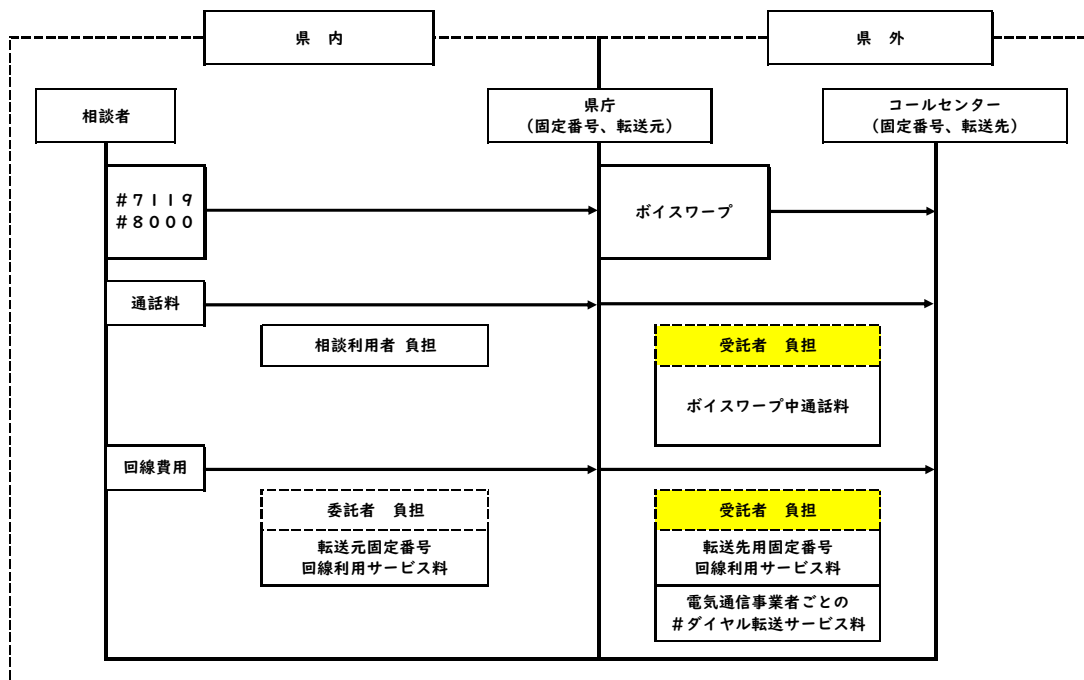 県　内
県　外
相談者
県庁
（固定番号、転送元）
コールセンター
（固定番号、転送先）
＃７１１９
＃８０００
ボイスワープ
通話料
相談利用者 負担
受託者　負担
ボイスワープ中通話料
回線費用
委託者　負担
転送元固定番号
回線利用サービス料
受託者　負担
転送先用固定番号
回線利用サービス料
電気通信事業者ごとの
＃ダイヤル転送サービス料